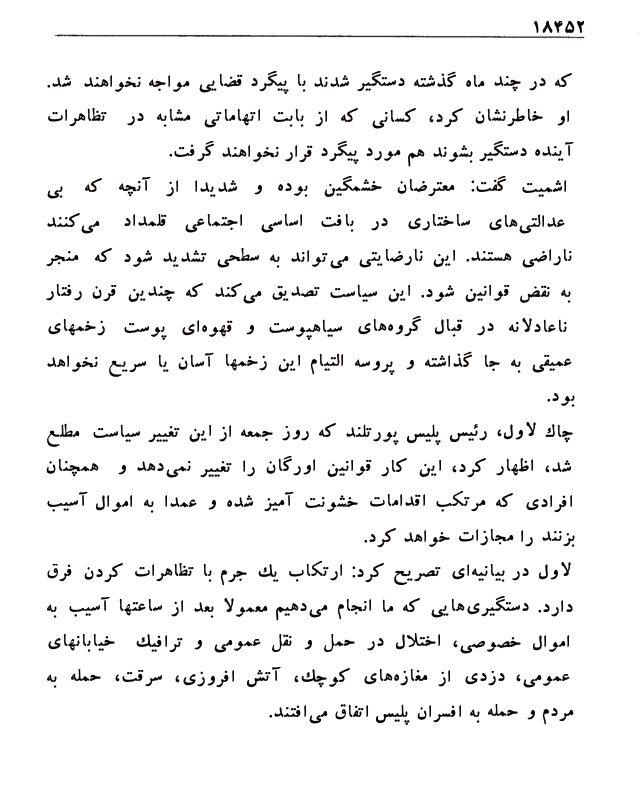 ۱۸۴۵۲
که در چند ماه گذشته دستگیر شدند با پیگرد قضایی مواجه نخواهند شد.
او خاطرنشان کرد، کسانی که از بابت اتهاماتی مشابه در تظاهرات
آینده دستگیر بشوند هم مورد پیگرد قرار نخواهند گرفت.
اشمیت گفت: معترضان خشمگین بوده و شدیدا از آنچه که بی
عدالتی‌های ساختاری در بافت اساسی اجتماعی قلمداد می‌کنند
ناراضی هستند. این نارضایتی می‌تواند به سطحی تشدید شود که منجر
به نقض قوانین شود. این سیاست تصدیق می‌کند که چندین قرن رفتار
ناعادلانه در قبال گروه‌های سیاهپوست و قهوه‌ای پوست زخمهای
عمیقی به جا گذاشته و پروسه التیام این زخمها آسان یا سریع نخواهد
بود.
چاك لاول، رئیس پلیس پورتلند که روز جمعه از این تغییر سیاست مطلع
شد، اظهار کرد، این کار قوانین اورگان را تغییر نمی‌دهد و همچنان
افرادی که مرتکب اقدامات خشونت آمیز شده و عمدا به اموال آسیب
بزنند را مجازات خواهد کرد.
لاول در بیانیه‌ای تصریح کرد: ارتکاب یك جرم با تظاهرات کردن فرق
دارد. دستگیری‌هایی که ما انجام می‌دهیم معمولا بعد از ساعتها آسیب به
اموال خصوصی، اختلال در حمل و نقل عمومی و ترافیك خیابانهای
عمومی، دزدی از مغازه‌های کوچك، آتش افروزی، سرقت، حمله به
مردم و حمله به افسران پلیس اتفاق می‌افتند.